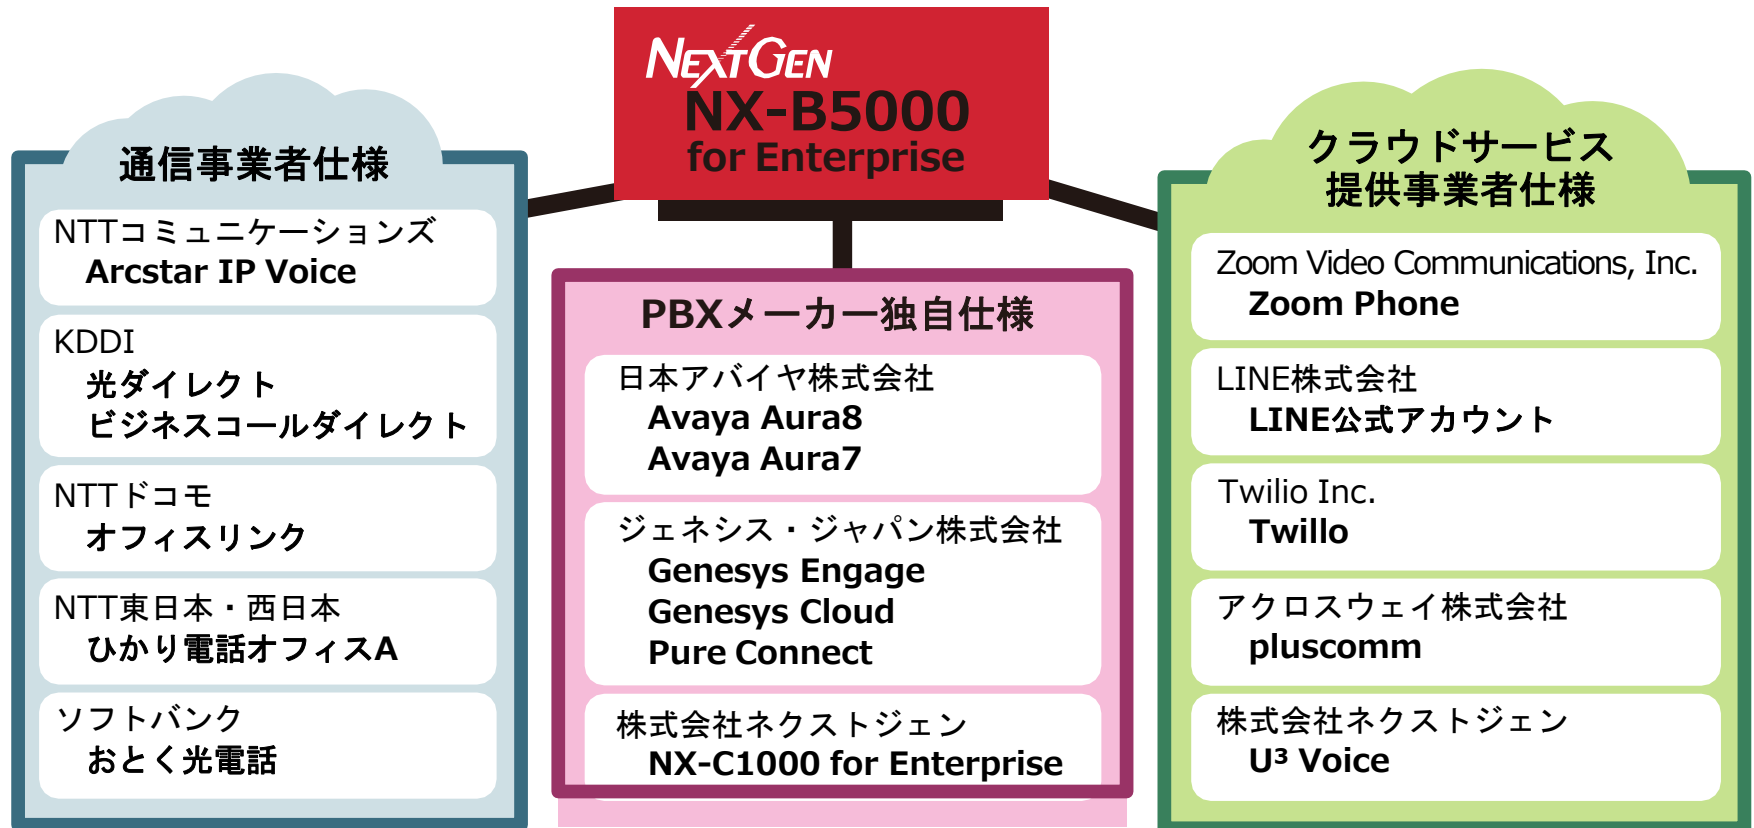 NEXTGEN
NX-B5000
for Enterprise
通信事業者仕様
NTTコミュニケーションズ
Arcstar IP Voice
KDDI
光ダイレクト
ビジネスコールダイレクト
NTTドコモ
オフィスリンク
NTT東日本・西日本
ひかり電話オフィスA
ソフトバンク
おとく光電話
PBXメーカー独自仕様
日本アバイヤ株式会社
Avaya Aura8
Avaya Aura7
ジェネシス・ジャパン株式会社
Genesys Engage
Genesys Cloud
Pure Connect
株式会社ネクストジェン
NX-C1000 for Enterprise
クラウドサービス
提供事業者仕様
Zoom Video Communications, Inc.
Zoom Phone
LINE株式会社
LINE公式アカウント
Twilio Inc.
Twillo
アクロスウェイ株式会社
pluscomm
株式会社ネクストジェン
U³ Voice